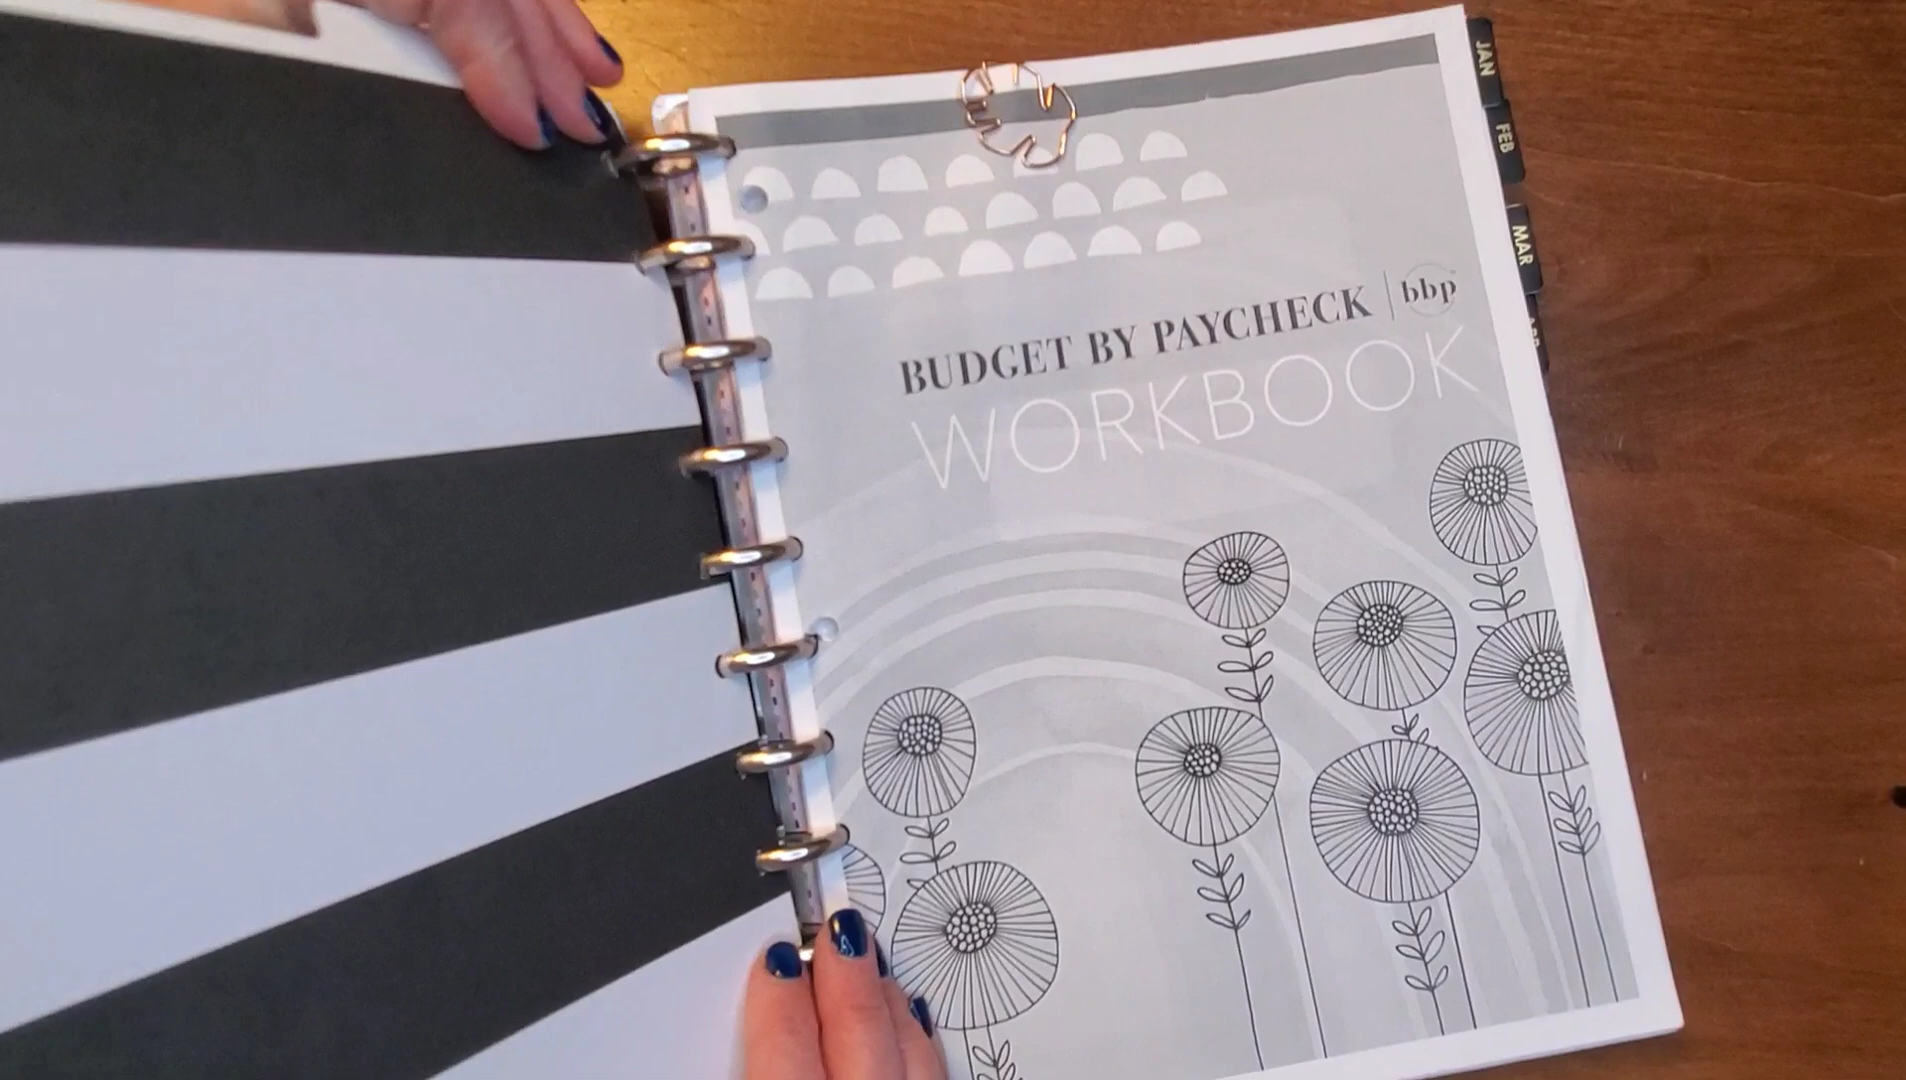 BUDGET BY PAYCHECK | bbp
WORKBOOK
JAN
FEB
MAR